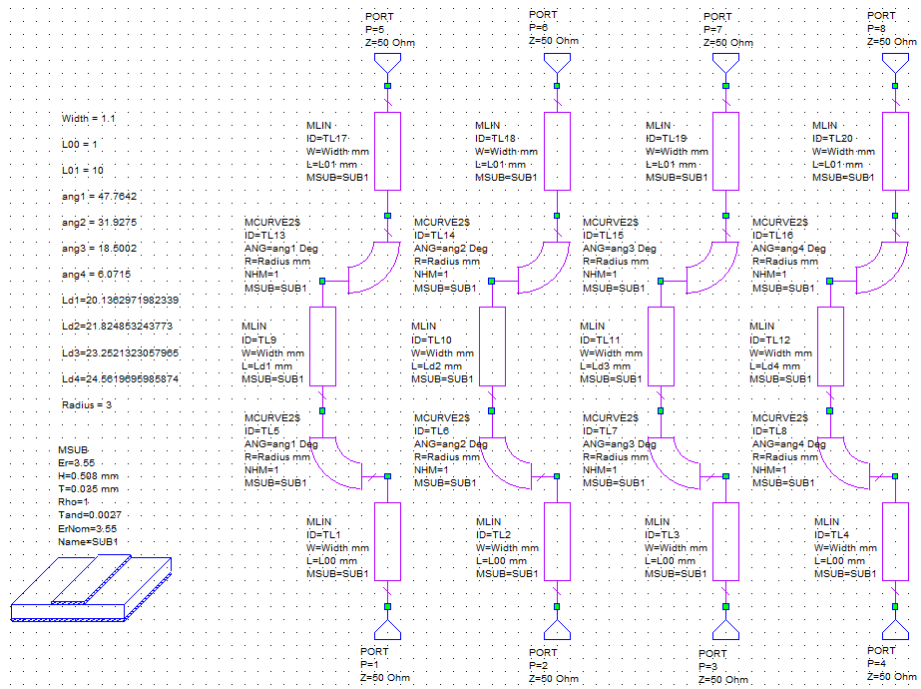 PORT
P=5
Z=50 Ohm
PORT
P=6
Z=50 Ohm
PORT
P=7
Z=50 Ohm
PORT
P=8
Z=50 Ohm
Width = 1.1
L00 = 1
L01 = 10
ang1 = 47.7642
ang2 = 31.9275
ang3 = 18.5002
ang4 = 6.0715
Ld1=20.1362971982339
Ld2=21.824853243773
Ld3=23.2521323057965
Ld4=24.5619695985874
Radius = 3
MSUB
Er=3.55
H=0.508 mm
T=0.035 mm
Rho=1
Tand=0.0027
ErNom=3.55
Name=SUB1
MLIN
ID=TL17
W=Width mm
L=L01 mm
MSUB=SUB1
MLIN
ID=TL18
W=Width mm
L=L01 mm
MSUB=SUB1
MLIN
ID=TL19
W=Width mm
L=L01 mm
MSUB=SUB1
MLIN
ID=TL20
W=Width mm
L=L01 mm
MSUB=SUB1
MCURVE2$
ID=TL13
ANG=ang1 Deg
R=Radius mm
NHM=1
MSUB=SUB1
MCURVE2$
ID=TL14
ANG=ang2 Deg
R=Radius mm
NHM=1
MSUB=SUB1
MCURVE2$
ID=TL15
ANG=ang3 Deg
R=Radius mm
NHM=1
MSUB=SUB1
MCURVE2$
ID=TL16
ANG=ang4 Deg
R=Radius mm
NHM=1
MSUB=SUB1
MLIN
ID=TL9
W=Width mm
L=Ld1 mm
MSUB=SUB1
MLIN
ID=TL10
W=Width mm
L=Ld2 mm
MSUB=SUB1
MLIN
ID=TL11
W=Width mm
L=Ld3 mm
MSUB=SUB1
MLIN
ID=TL12
W=Width mm
L=Ld4 mm
MSUB=SUB1
MCURVE2$
ID=TL5
ANG=ang1 Deg
R=Radius mm
NHM=1
MSUB=SUB1
MCURVE2$
ID=TL6
ANG=ang2 Deg
R=Radius mm
NHM=1
MSUB=SUB1
MCURVE2$
ID=TL7
ANG=ang3 Deg
R=Radius mm
NHM=1
MSUB=SUB1
MCURVE2$
ID=TL8
ANG=ang4 Deg
R=Radius mm
NHM=1
MSUB=SUB1
MLIN
ID=TL1
W=Width mm
L=L00 mm
MSUB=SUB1
MLIN
ID=TL2
W=Width mm
L=L00 mm
MSUB=SUB1
MLIN
ID=TL3
W=Width mm
L=L00 mm
MSUB=SUB1
MLIN
ID=TL4
W=Width mm
L=L00 mm
MSUB=SUB1
PORT
P=1
Z=50 Ohm
PORT
P=2
Z=50 Ohm
PORT
P=3
Z=50 Ohm
PORT
P=4
Z=50 Ohm